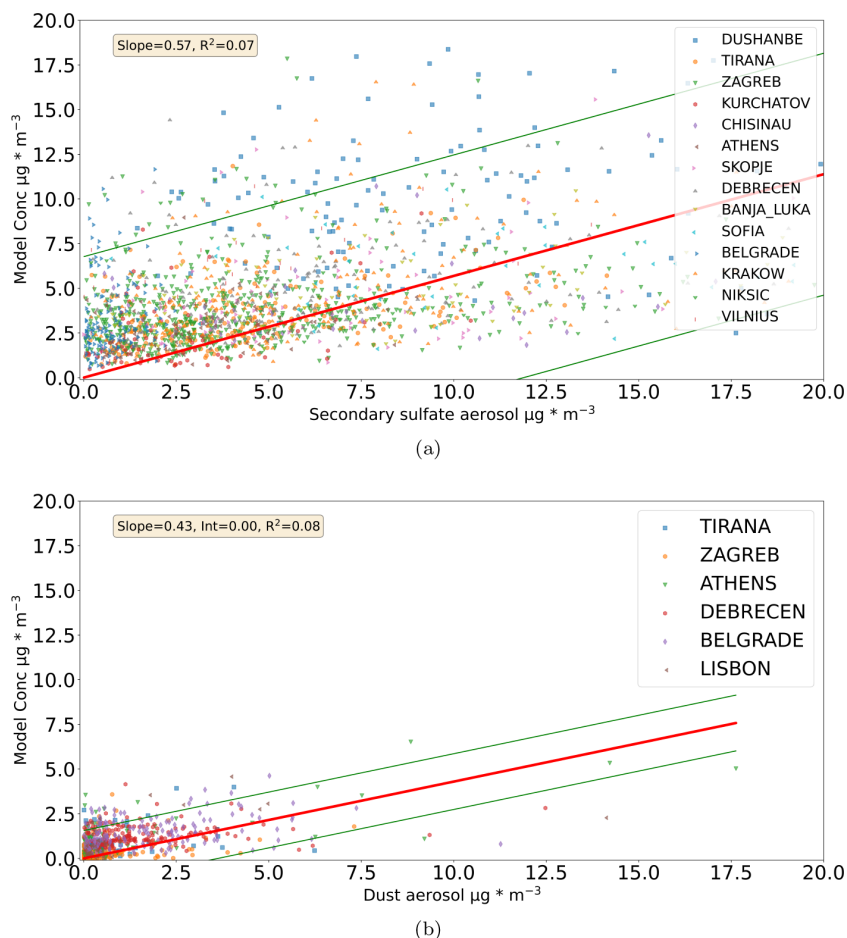 20.0
17.5
15.0
12.5
10.0
7.5
5.0
2.5
0.0
Model Conc µg * m⁻³
Slope=0.57, R²=0.07
DUSHANBE
TIRANA
ZAGREB
KURCHATOV
CHISINAU
ATHENS
SKOPJE
DEBRECEN
BANJA_LUKA
SOFIA
BELGRADE
KRAKOW
NIKSIC
VILNIUS
0.0 2.5 5.0 7.5 10.0 12.5 15.0 17.5 20.0
Secondary sulfate aerosol µg * m⁻³
(a)
20.0
17.5
15.0
12.5
10.0
7.5
5.0
2.5
0.0
Model Conc µg * m⁻³
Slope=0.43, Int=0.00, R²=0.08
TIRANA
ZAGREB
ATHENS
DEBRECEN
BELGRADE
LISBON
0.0 2.5 5.0 7.5 10.0 12.5 15.0 17.5 20.0
Dust aerosol µg * m⁻³
(b)